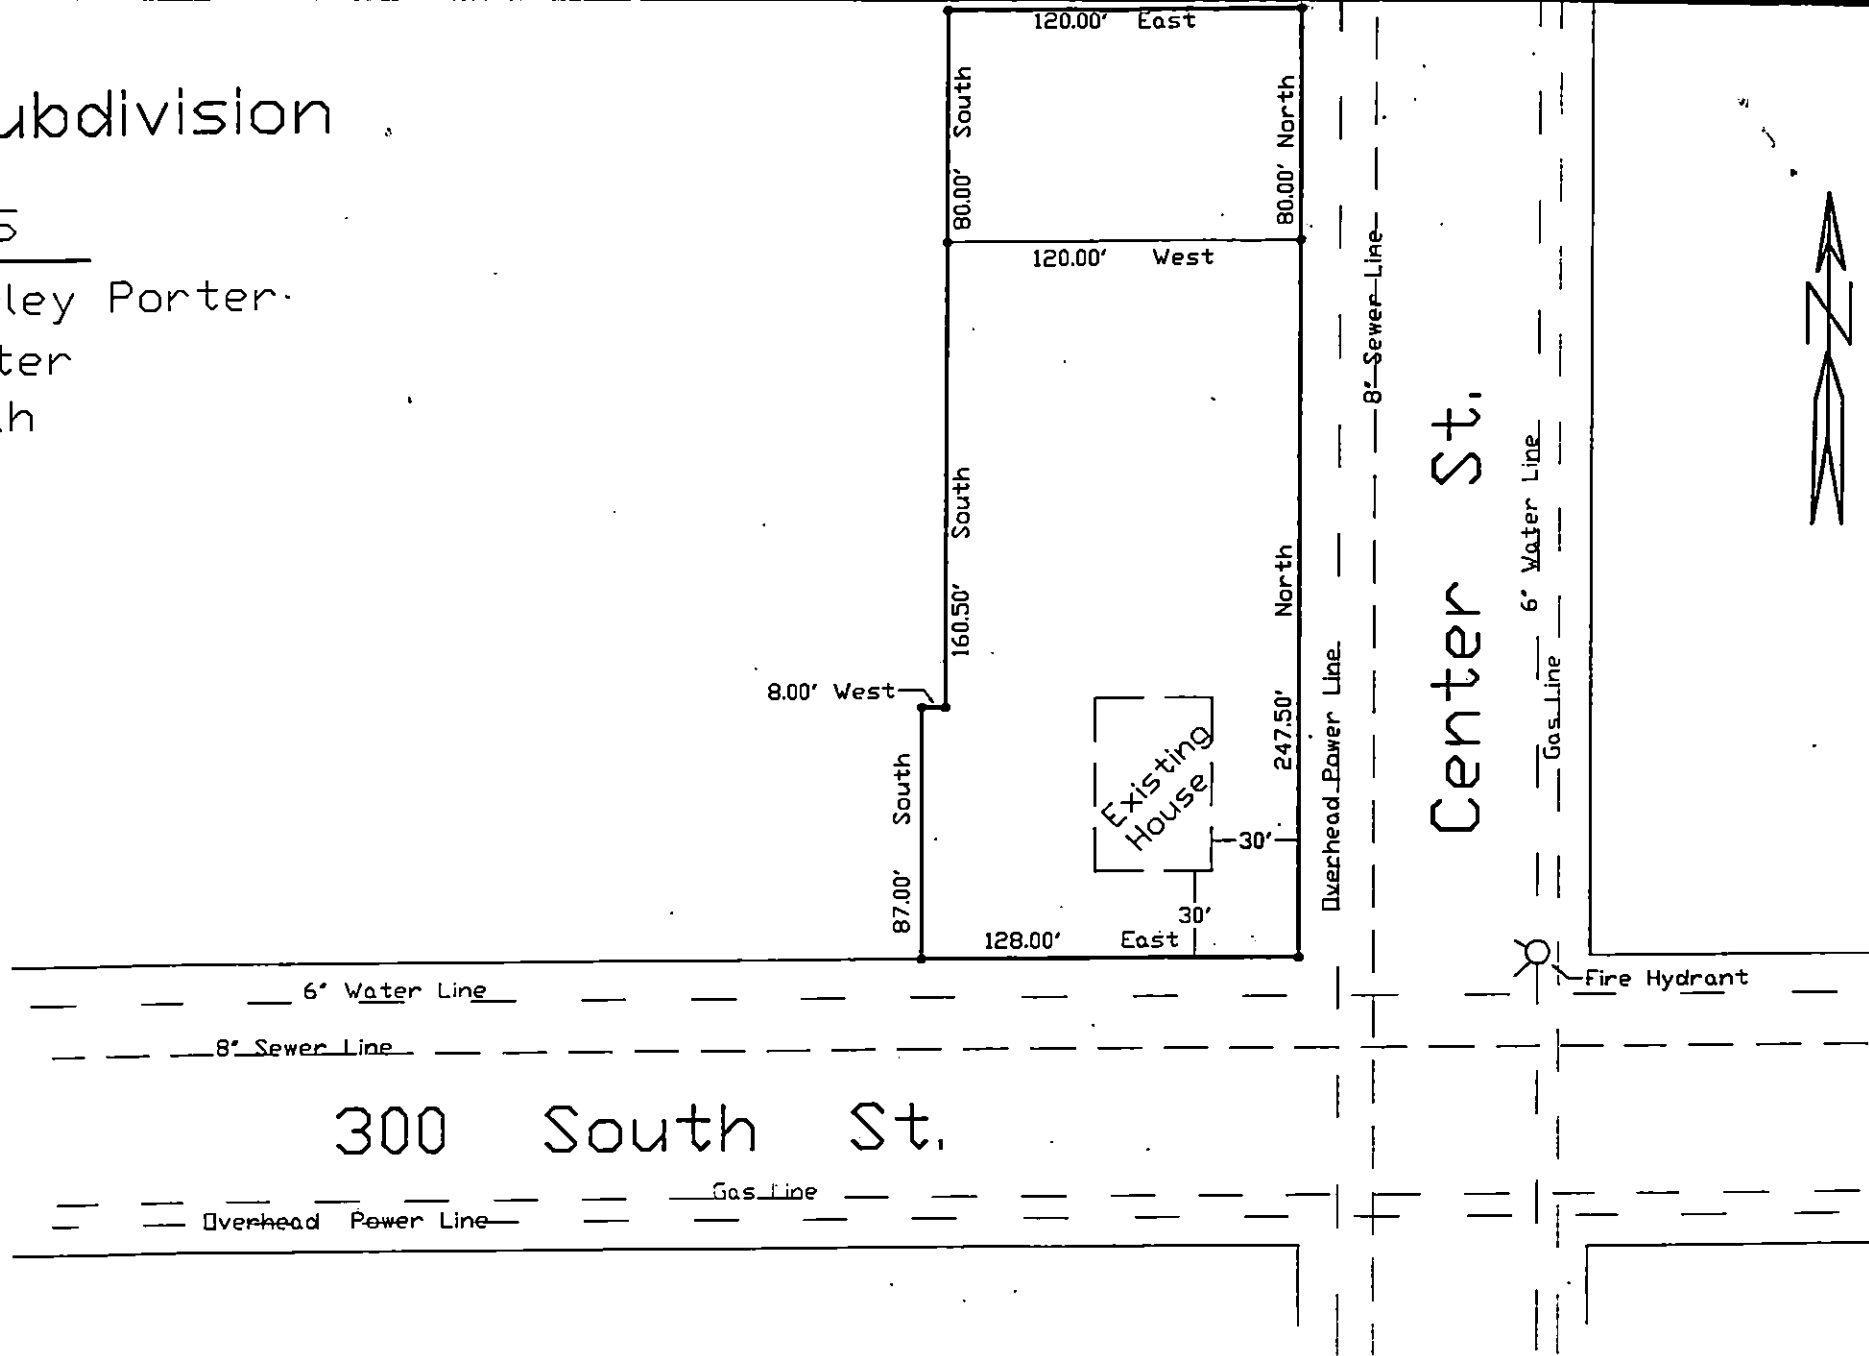 120.00' East
ubdivision
80.00' South
80.00' North
5
120.00' West
ley Porter
ter
h
8" Sewer Line
N
Center St.
6" Water Line
160.50' South
247.50' North
8.00' West
Overhead Power Line
Gas Line
Existing
House
87.00' South
30'
30'
128.00' East
Fire Hydrant
6" Water Line
8" Sewer Line
300 South St.
Gas Line
Overhead Power Line